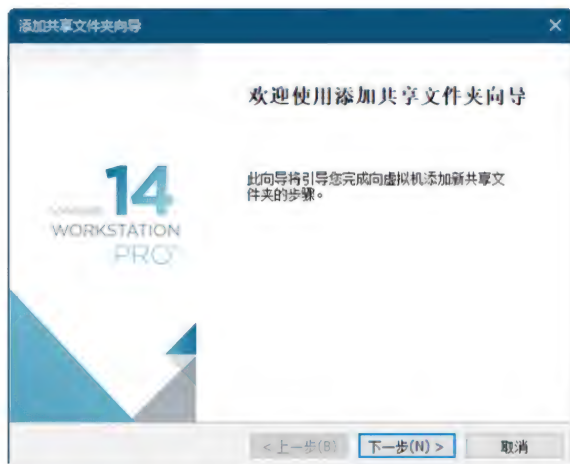 添加共享文件夹向导
欢迎使用添加共享文件夹向导
此向导将引导您完成向虚拟机添加新共享文
件夹的步骤。
14
WORKSTATION
PRO
< 上一步(B)
下一步(N) >
取消